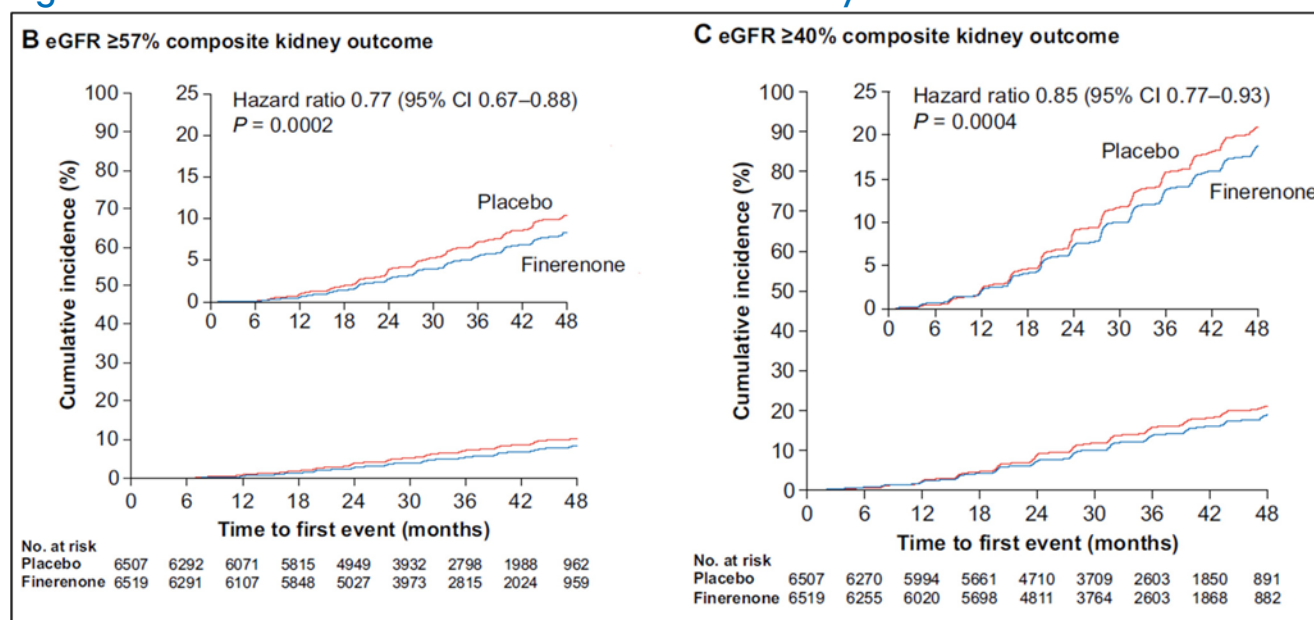 B eGFR ≥57% composite kidney outcome
100
90
80
70
60
50
40
30
20
10
0
Cumulative incidence (%)
25
20
15
10
5
0
Hazard ratio 0.77 (95% CI 0.67–0.88)
P = 0.0002
Placebo
Finerenone
0 6 12 18 24 30 36 42 48
0 6 12 18 24 30 36 42 48
Time to first event (months)
No. at risk
Placebo 6507 6292 6071 5815 4949 3932 2798 1988 962
Finerenone 6519 6291 6107 5848 5027 3973 2815 2024 959
C eGFR ≥40% composite kidney outcome
100
90
80
70
60
50
40
30
20
10
0
Cumulative incidence (%)
25
20
15
10
5
0
Hazard ratio 0.85 (95% CI 0.77–0.93)
P = 0.0004
Placebo
Finerenone
0 6 12 18 24 30 36 42 48
0 6 12 18 24 30 36 42 48
Time to first event (months)
No. at risk
Placebo 6507 6270 5994 5661 4710 3709 2603 1850 891
Finerenone 6519 6255 6020 5698 4811 3764 2603 1868 882